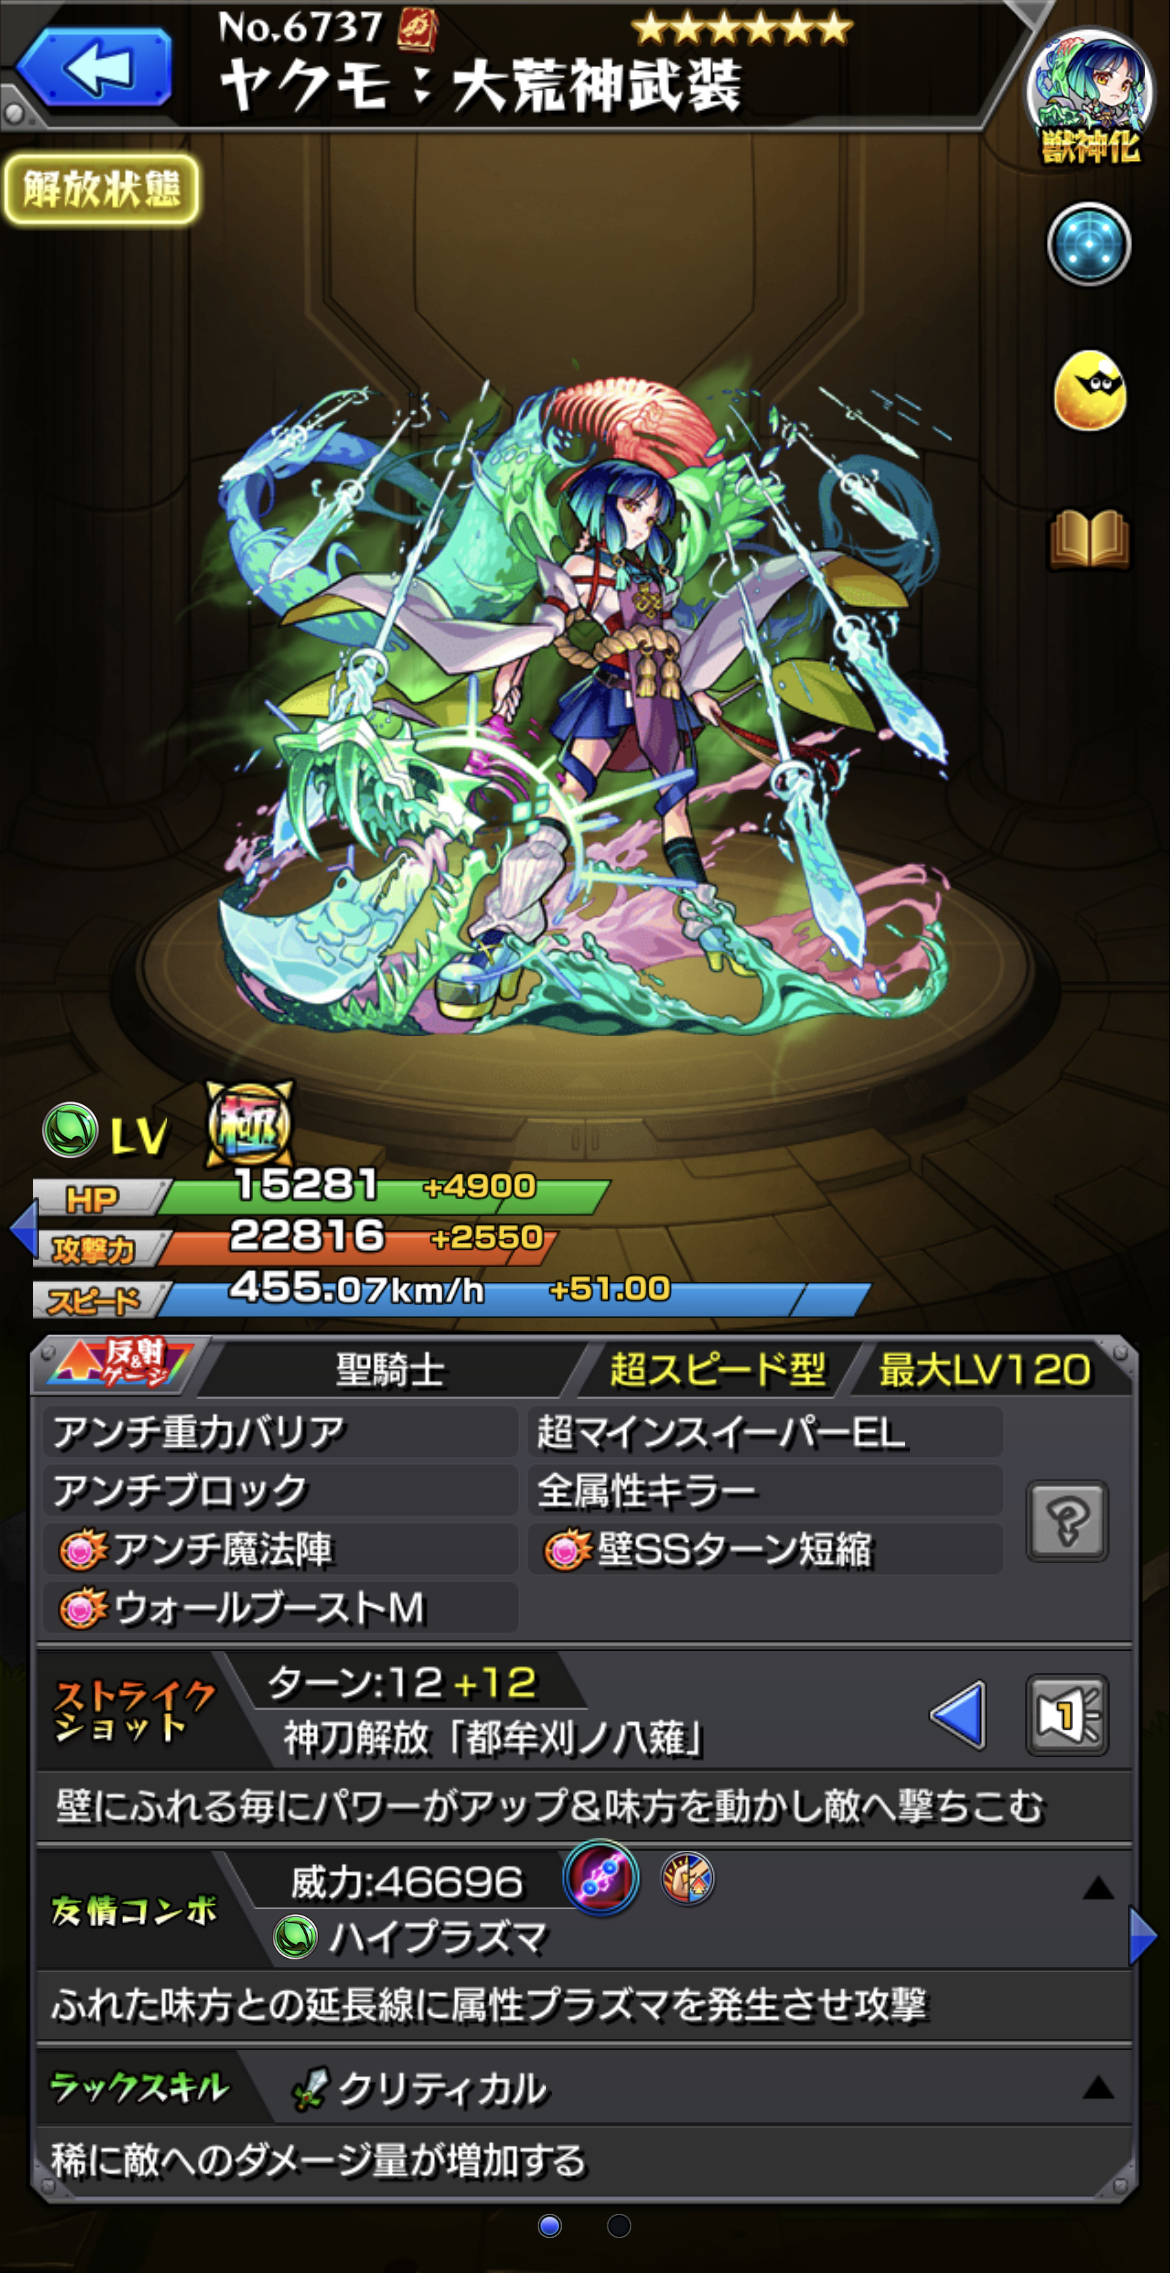 No.6737
ヤクモ：大荒神武装
獣神化
解放状態
LV 極
HP 15281 +4900
攻撃力 22816 +2550
スピード 455.07km/h +51.00
反射&ゲージ 聖騎士 超スピード型 最大LV120
アンチ重力バリア 超マインスイーパーEL
アンチブロック 全属性キラー
アンチ魔法陣 壁SSターン短縮
ウォールブーストM
ストライクショット ターン:12 +12
神刀解放「都牟刈ノ八薙」
1
壁にふれる毎にパワーがアップ&味方を動かし敵へ撃ちこむ
友情コンボ 威力:46696
ハイプラズマ
ふれた味方との延長線に属性プラズマを発生させ攻撃
ラックスキル クリティカル
稀に敵へのダメージ量が増加する